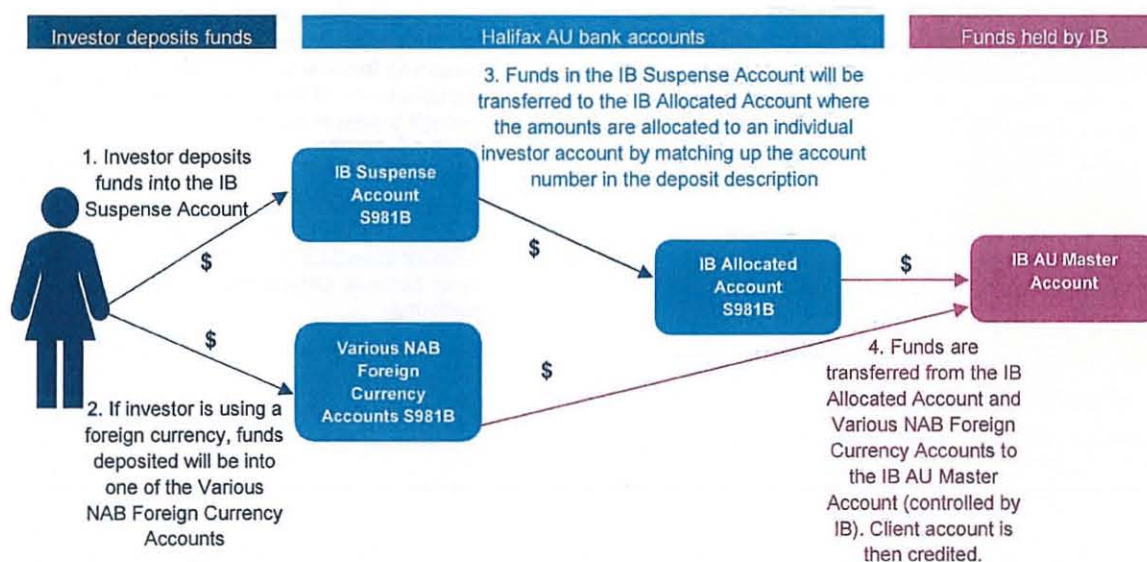 Investor deposits funds
Halifax AU bank accounts
Funds held by IB
3. Funds in the IB Suspense Account will be
transferred to the IB Allocated Account where
the amounts are allocated to an individual
investor account by matching up the account
number in the deposit description
1. Investor deposits
funds into the IB
Suspense Account
IB Suspense
Account
S981B
$
$
IB Allocated
Account
S981B
$
IB AU Master
Account
$
Various NAB
Foreign
Currency
Accounts S981B
$
2. If investor is using a
foreign currency, funds
deposited will be into
one of the Various
NAB Foreign Currency
Accounts
4. Funds are
transferred from the IB
Allocated Account and
Various NAB Foreign
Currency Accounts to
the IB AU Master
Account (controlled by
IB). Client account is
then credited.